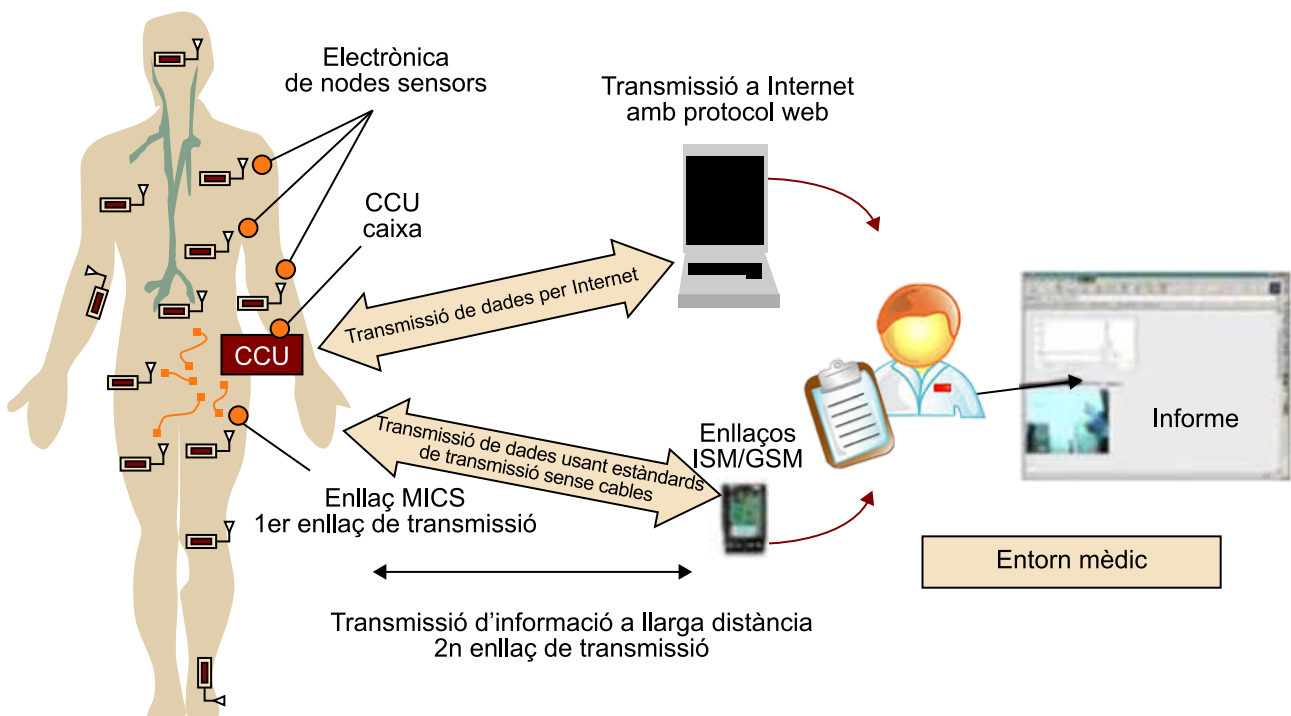 Electrònica
de nodes sensors
Transmissió a Internet
amb protocol web
CCU
caixa
Transmissió de dades per Internet
CCU
Informe
Transmissió de dades usant estàndards
de transmissió sense cables
Enllaços
ISM/GSM
Enllaç MICS
1er enllaç de transmissió
Entorn mèdic
Transmissió d’informació a llarga distància
2n enllaç de transmissió